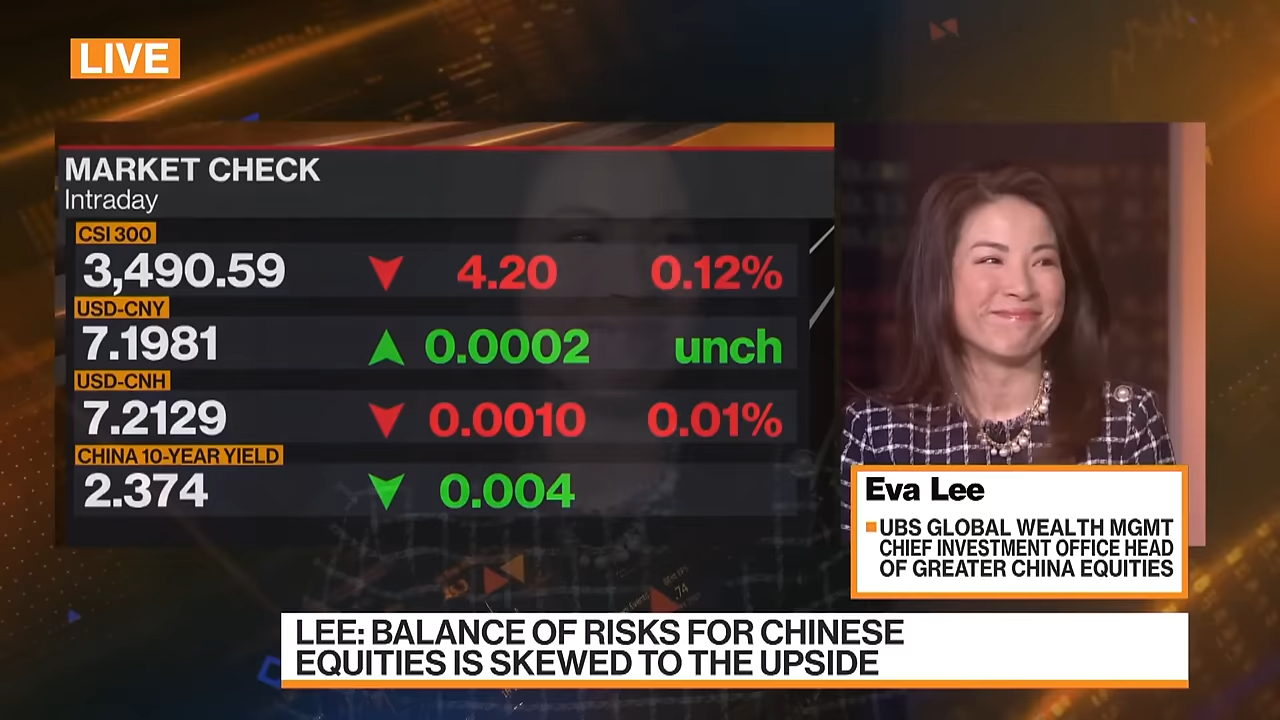 LIVE
MARKET CHECK
Intraday
CSI 300
3,490.59 ▼ 4.20 0.12%
USD-CNY
7.1981 ▲ 0.0002 unch
USD-CNH
7.2129 ▼ 0.0010 0.01%
CHINA 10-YEAR YIELD
2.374 ▼ 0.004
Eva Lee
UBS GLOBAL WEALTH MGMT
CHIEF INVESTMENT OFFICE HEAD
OF GREATER CHINA EQUITIES
LEE: BALANCE OF RISKS FOR CHINESE
EQUITIES IS SKEWED TO THE UPSIDE